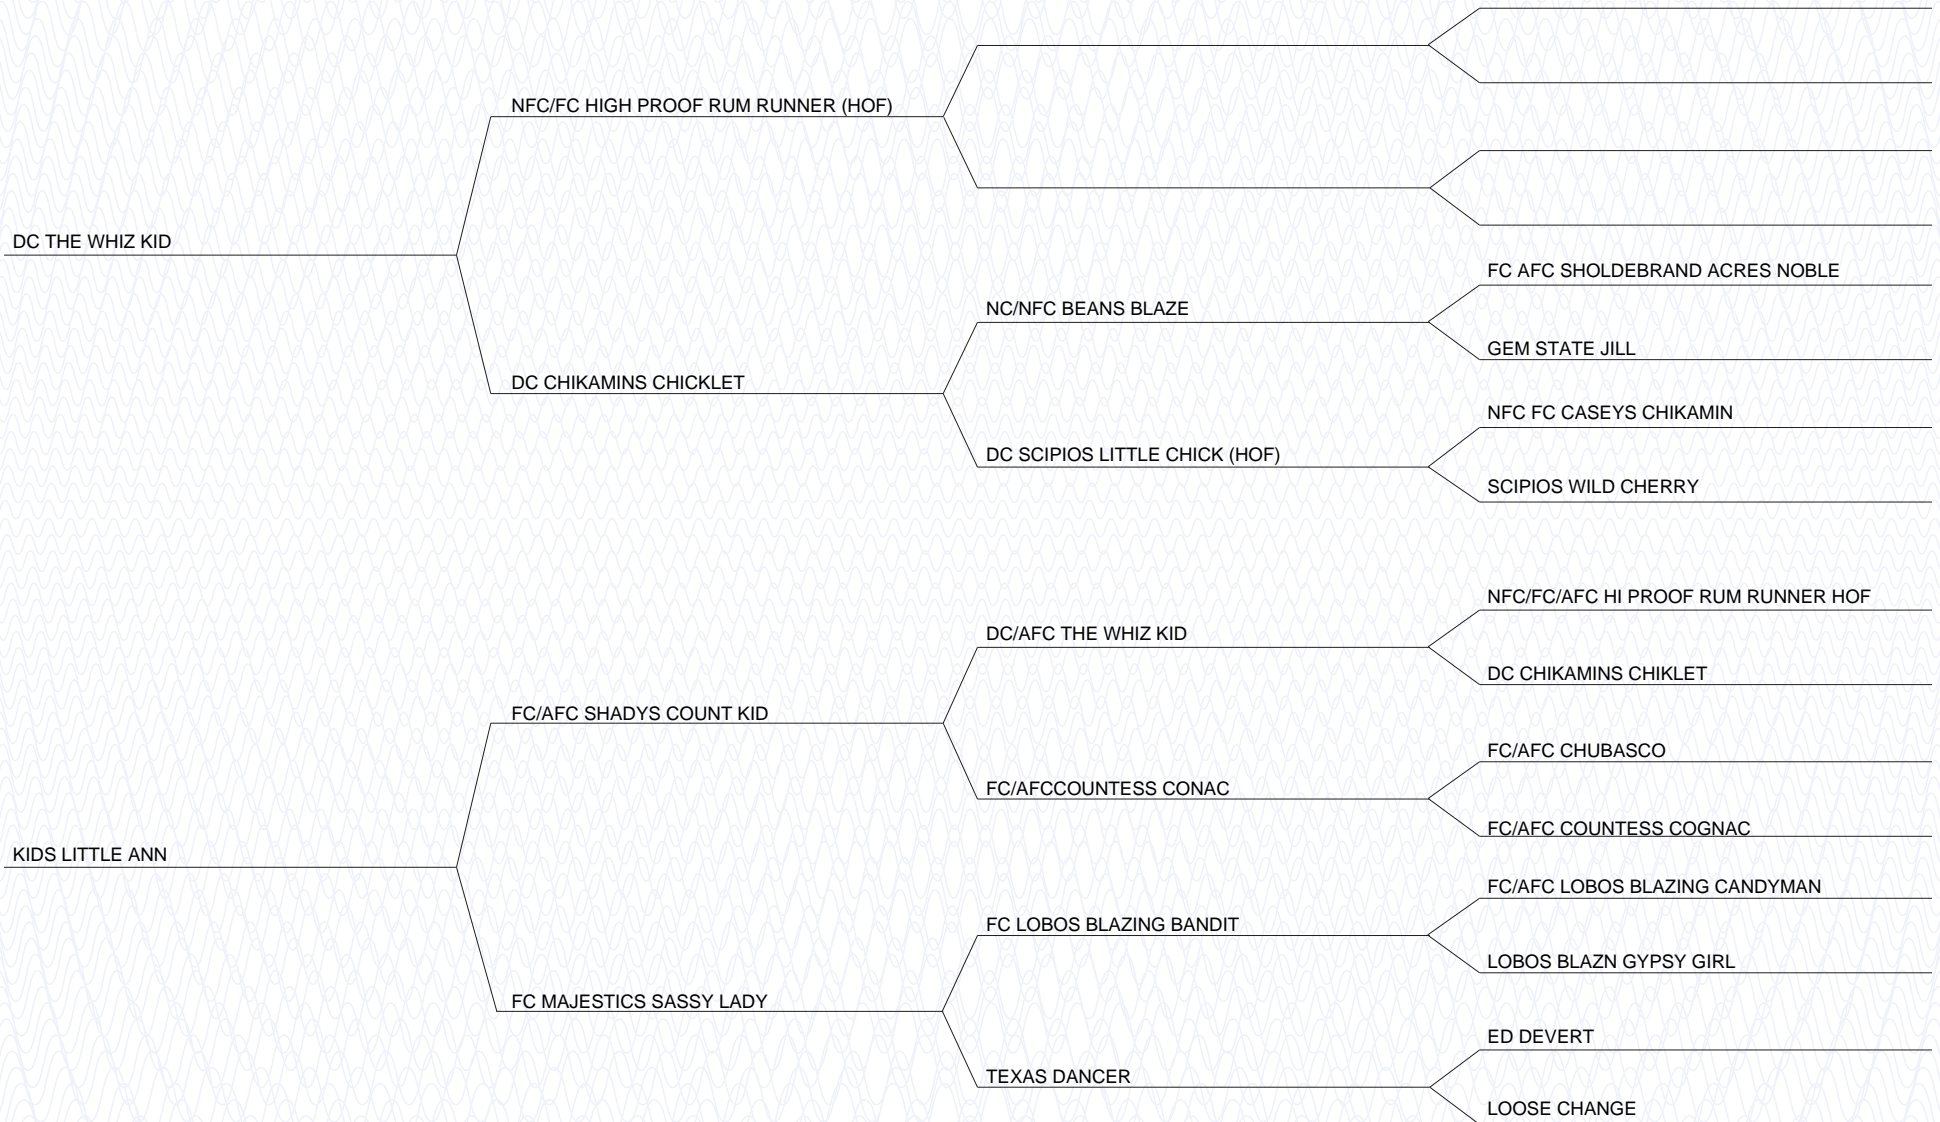 NFC/FC HIGH PROOF RUM RUNNER (HOF)
DC THE WHIZ KID
FC AFC SHOLDEBRAND ACRES NOBLE
NC/NFC BEANS BLAZE
GEM STATE JILL
DC CHIKAMINS CHICKLET
NFC FC CASEYS CHIKAMIN
DC SCIPIOS LITTLE CHICK (HOF)
SCIPIOS WILD CHERRY
NFC/FC/AFC HI PROOF RUM RUNNER HOF
DC/AFC THE WHIZ KID
DC CHIKAMINS CHIKLET
FC/AFC SHADYS COUNT KID
FC/AFC CHUBASCO
FC/AFCCOUNTESS CONAC
FC/AFC COUNTESS COGNAC
KIDS LITTLE ANN
FC/AFC LOBOS BLAZING CANDYMAN
FC LOBOS BLAZING BANDIT
LOBOS BLAZN GYPSY GIRL
FC MAJESTICS SASSY LADY
ED DEVERT
TEXAS DANCER
LOOSE CHANGE